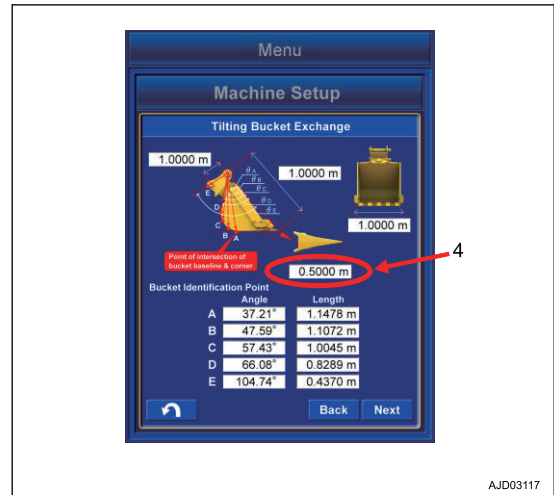 Menu
Machine Setup
Tilting Bucket Exchange
1.0000 m
1.0000 m
θ A
θ B
θ C
θ D
θ E
E
D
C
B A
1.0000 m
Point of intersection of
bucket baseline & corner
0.5000 m
4
Bucket Identification Point
Angle Length
A 37.21° 1.1478 m
B 47.59° 1.1072 m
C 57.43° 1.0045 m
D 66.08° 0.8289 m
E 104.74° 0.4370 m
Back Next
AJD03117